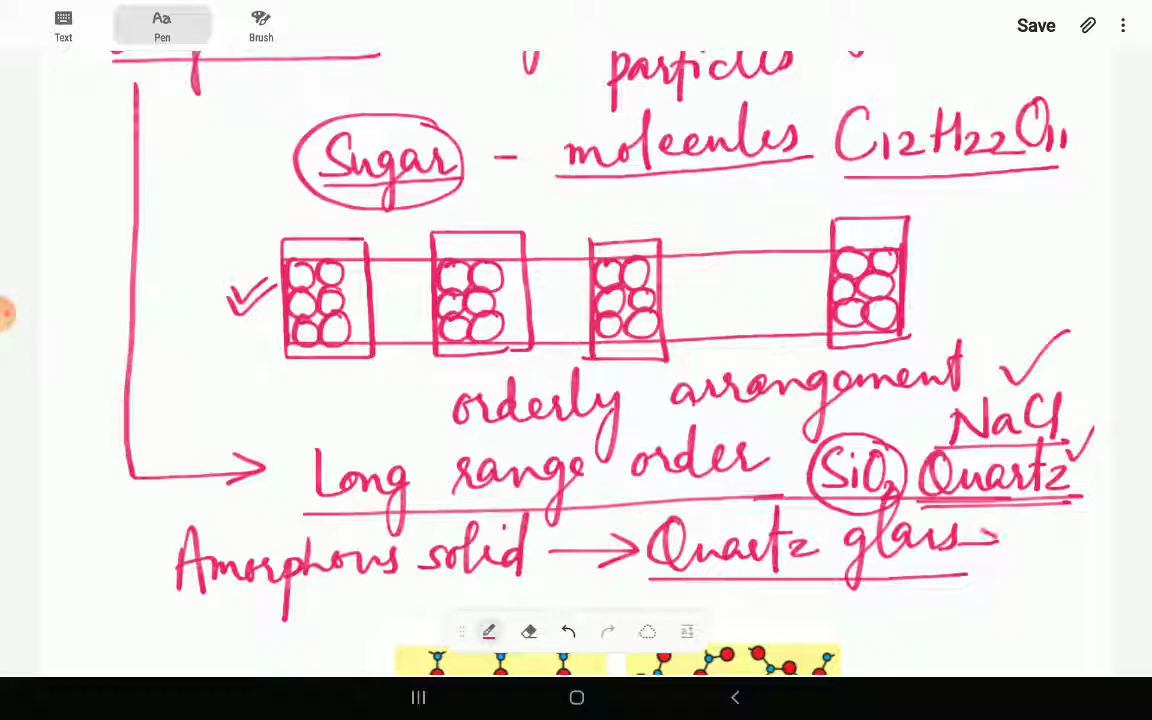 Text
Aa
Pen
Brush
Save
particles
Sugar - molecules C12H22O11
orderly arrangement
NaCl
Long range order SiO2 Quartz
Amorphous solid → Quartz glass